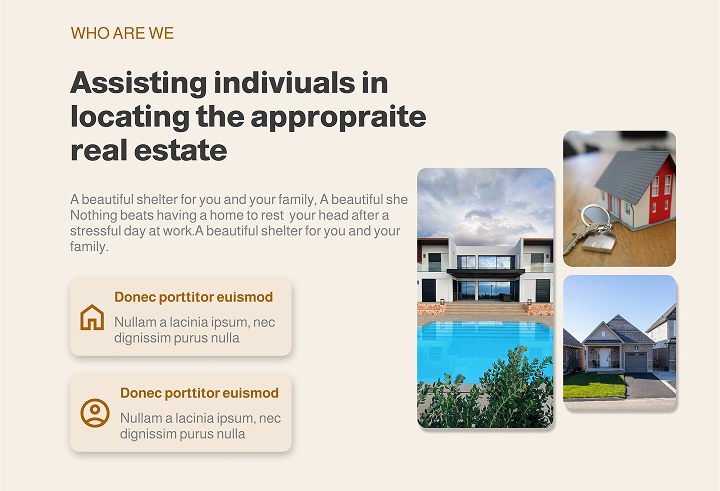 WHO ARE WE
Assisting indiviuals in
locating the appropraite
real estate
A beautiful shelter for you and your family, A beautiful she
Nothing beats having a home to rest your head after a
stressful day at work.A beautiful shelter for you and your
family.
Donec porttitor euismod
Nullam a lacinia ipsum, nec
dignissim purus nulla
Donec porttitor euismod
Nullam a lacinia ipsum, nec
dignissim purus nulla